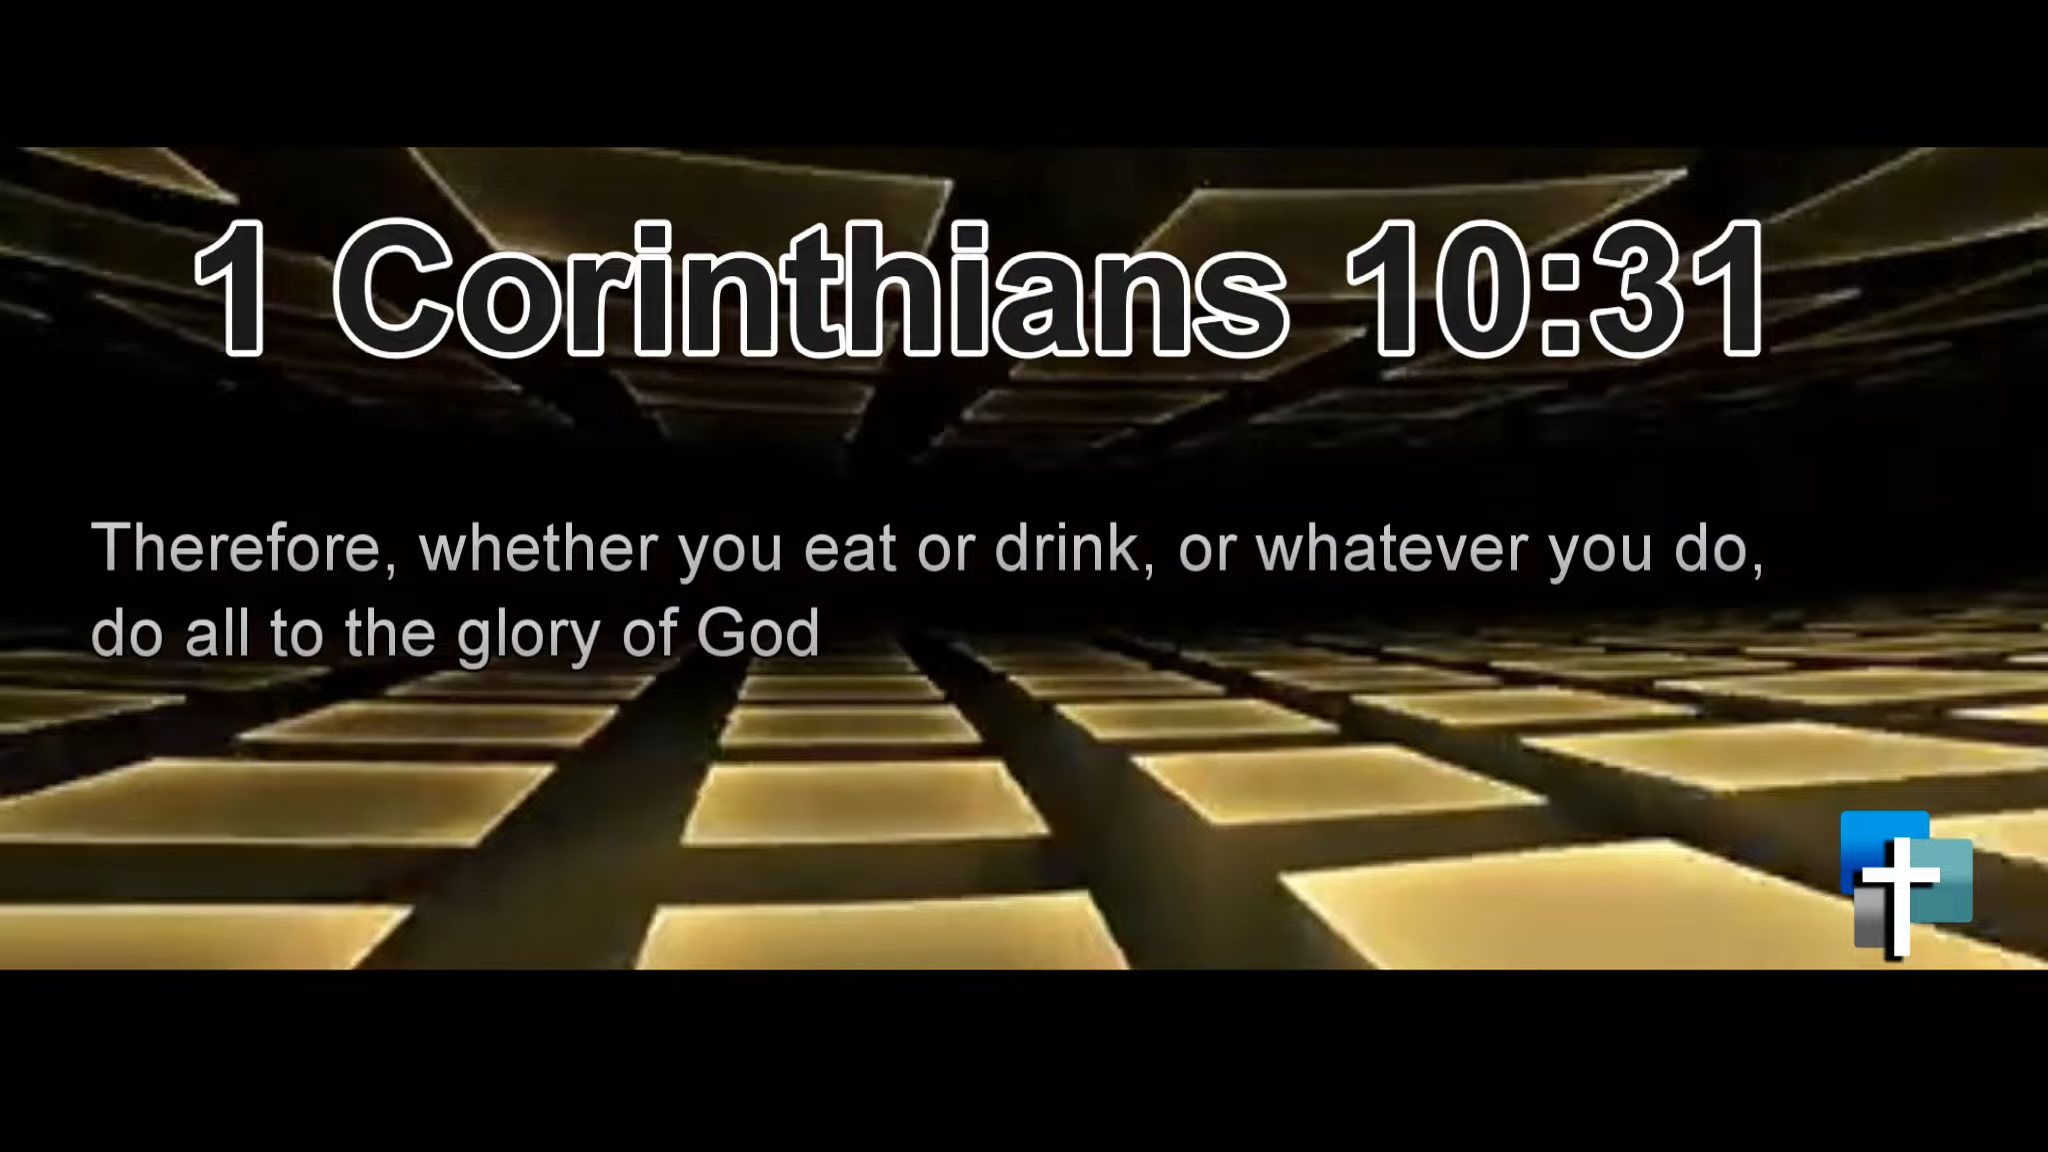 1 Corinthians 10:31
Therefore, whether you eat or drink, or whatever you do,
do all to the glory of God